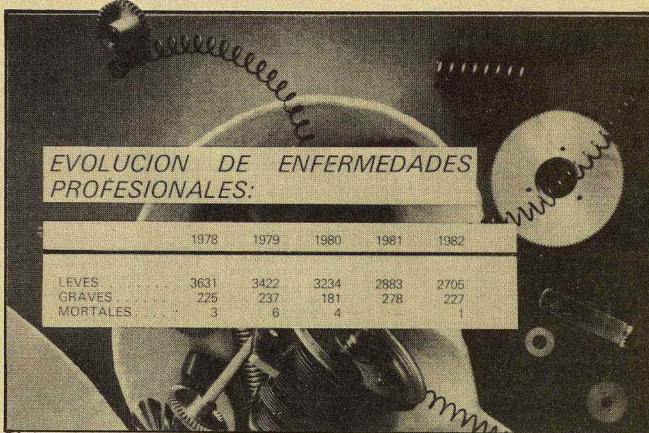 EVOLUCION DE ENFERMEDADES
PROFESIONALES:
1978 1979 1980 1981 1982
LEVES . . . . . . 3631 3422 3234 2883 2705
GRAVES . . . . . . 225 237 181 278 227
MORTALES . . . . 3 6 4 1